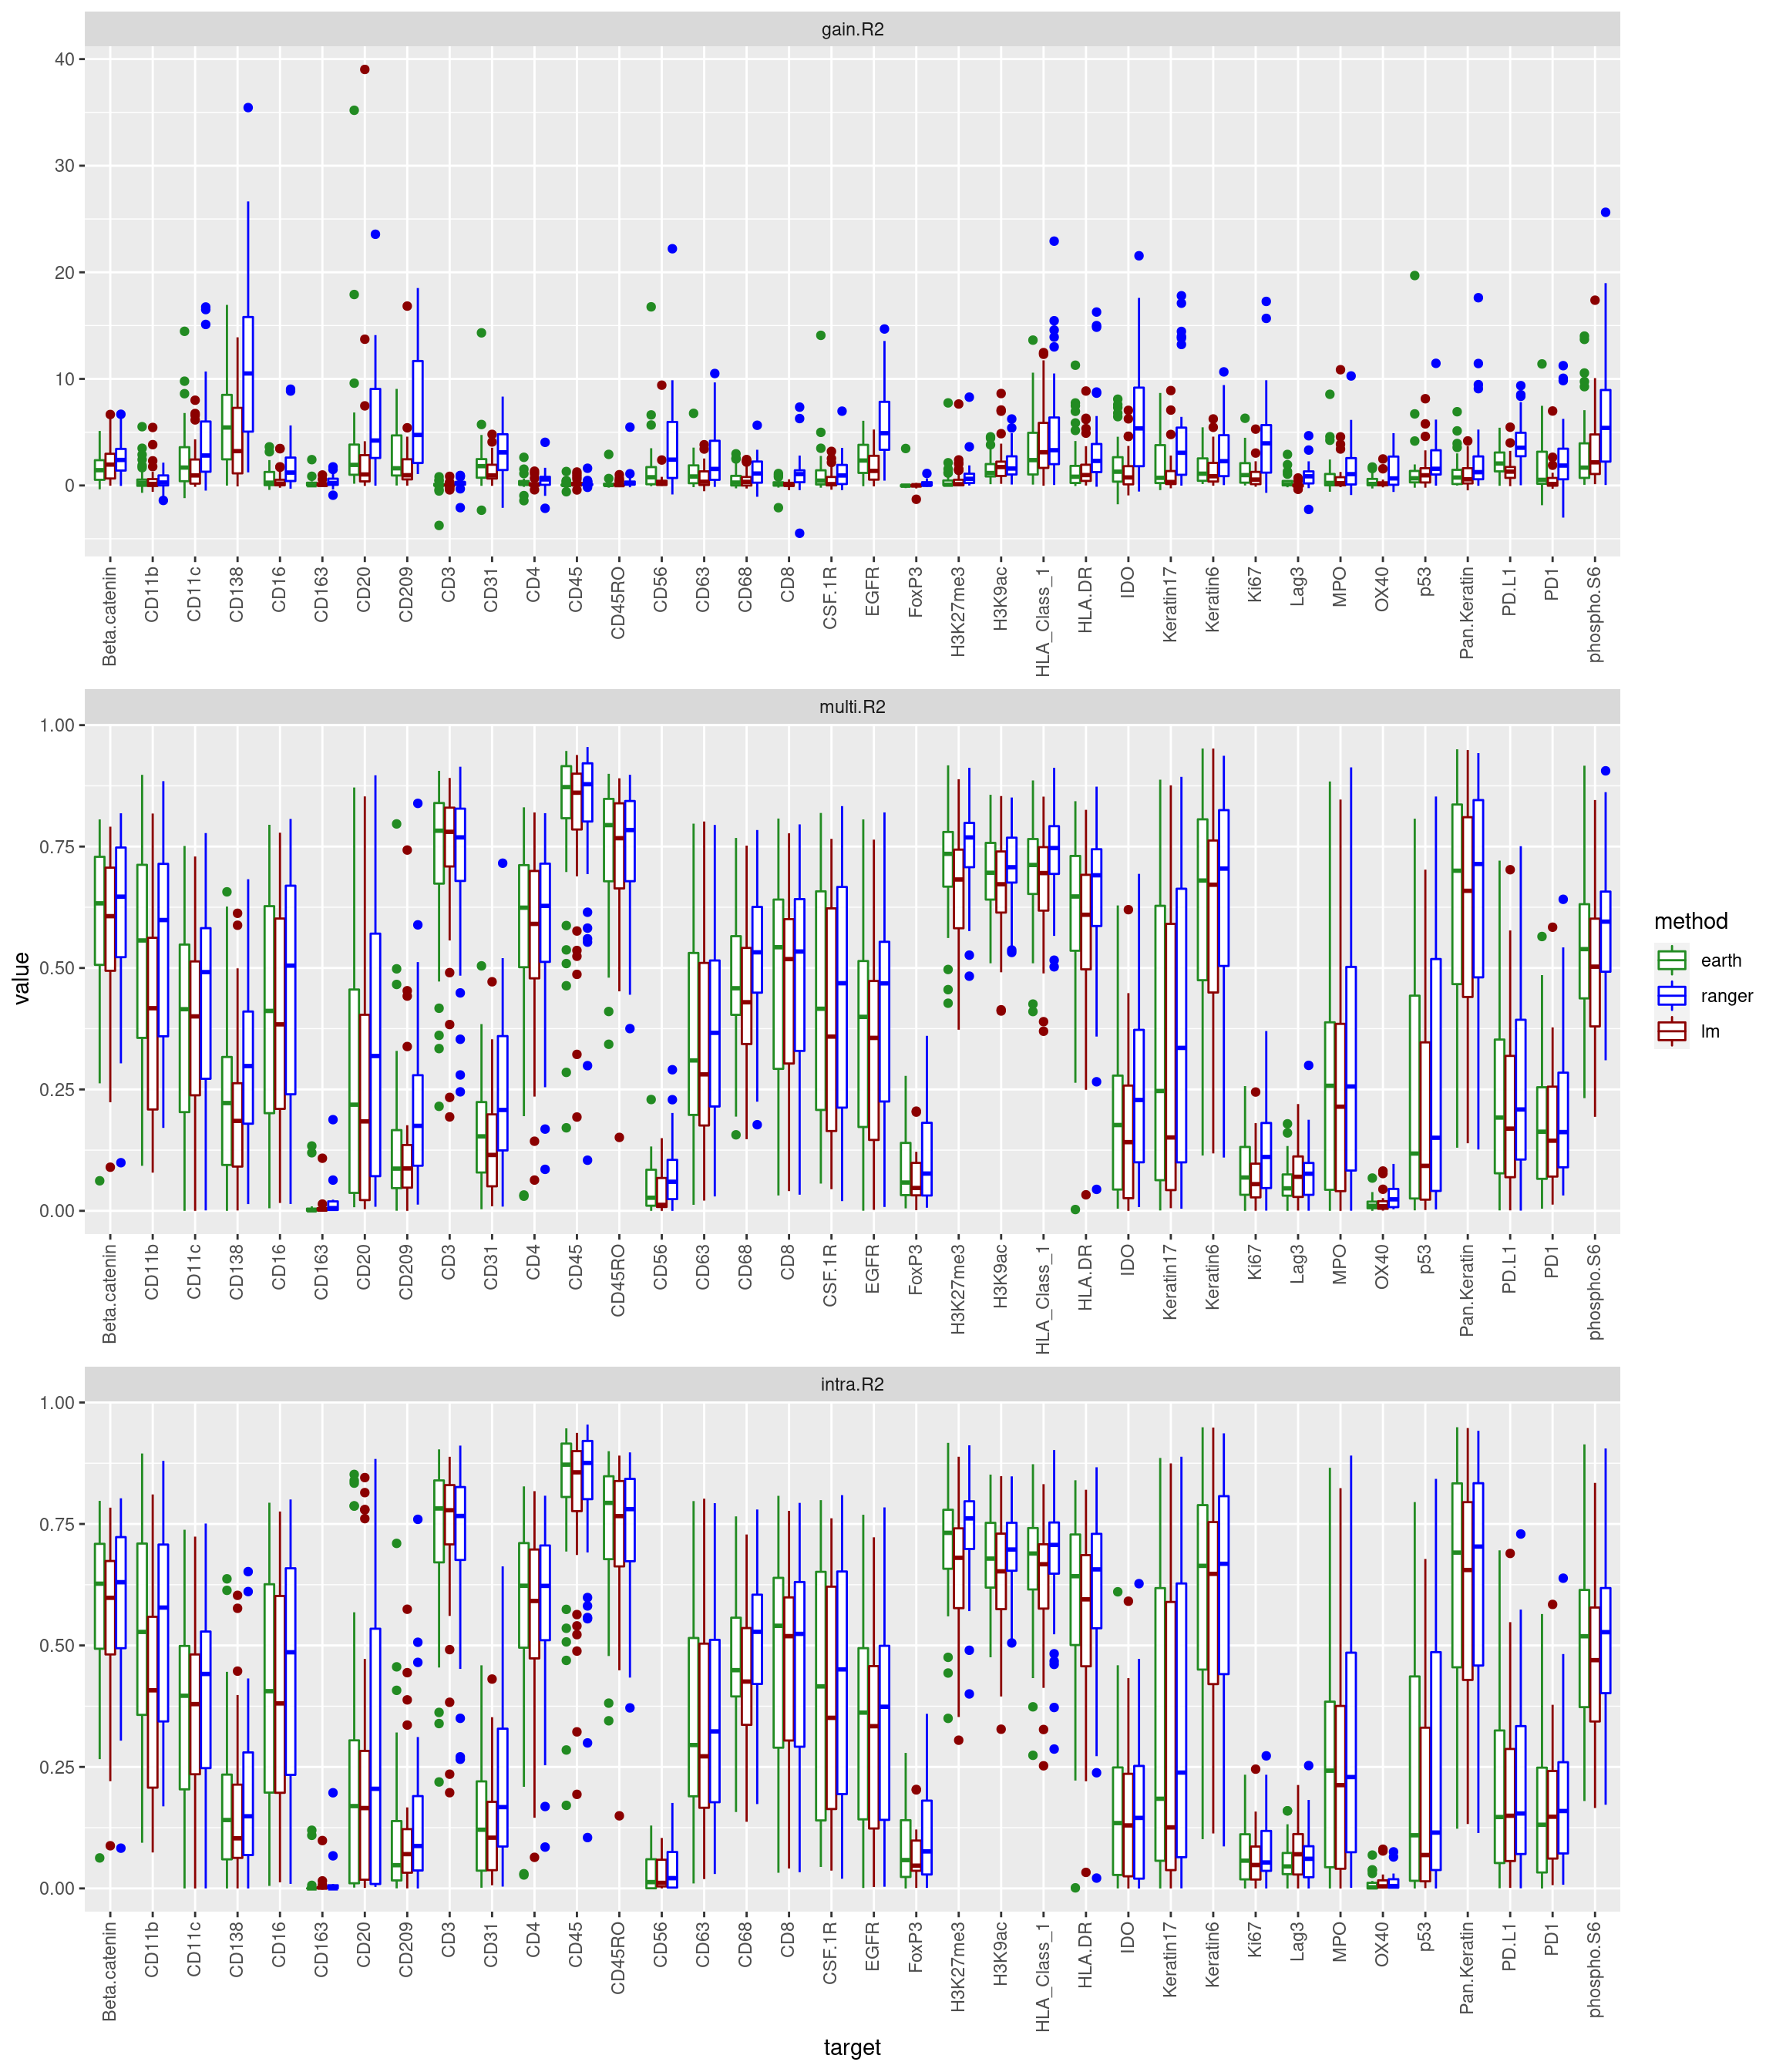 gain.R2
40
30
20
10
0
Beta.catenin
CD11b
CD11c
CD138
CD16
CD163
CD20
CD209
CD3
CD31
CD4
CD45
CD45RO
CD56
CD63
CD68
CD8
CSF.1R
EGFR
FoxP3
H3K27me3
H3K9ac
HLA_Class_1
HLA.DR
IDO
Keratin17
Keratin6
Ki67
Lag3
MPO
OX40
p53
Pan.Keratin
PD.L1
PD1
phospho.S6
multi.R2
1.00
0.75
0.50
0.25
0.00
value
Beta.catenin
CD11b
CD11c
CD138
CD16
CD163
CD20
CD209
CD3
CD31
CD4
CD45
CD45RO
CD56
CD63
CD68
CD8
CSF.1R
EGFR
FoxP3
H3K27me3
H3K9ac
HLA_Class_1
HLA.DR
IDO
Keratin17
Keratin6
Ki67
Lag3
MPO
OX40
p53
Pan.Keratin
PD.L1
PD1
phospho.S6
method
earth
ranger
lm
intra.R2
1.00
0.75
0.50
0.25
0.00
Beta.catenin
CD11b
CD11c
CD138
CD16
CD163
CD20
CD209
CD3
CD31
CD4
CD45
CD45RO
CD56
CD63
CD68
CD8
CSF.1R
EGFR
FoxP3
H3K27me3
H3K9ac
HLA_Class_1
HLA.DR
IDO
Keratin17
Keratin6
Ki67
Lag3
MPO
OX40
p53
Pan.Keratin
PD.L1
PD1
phospho.S6
target